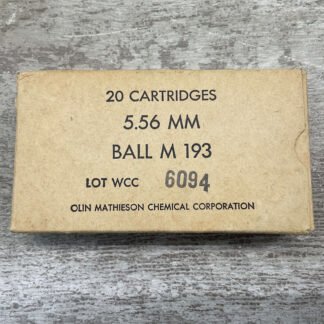 20 CARTRIDGES
5.56 MM
BALL M 193
LOT WCC 6094
OLIN MATHIESON CHEMICAL CORPORATION